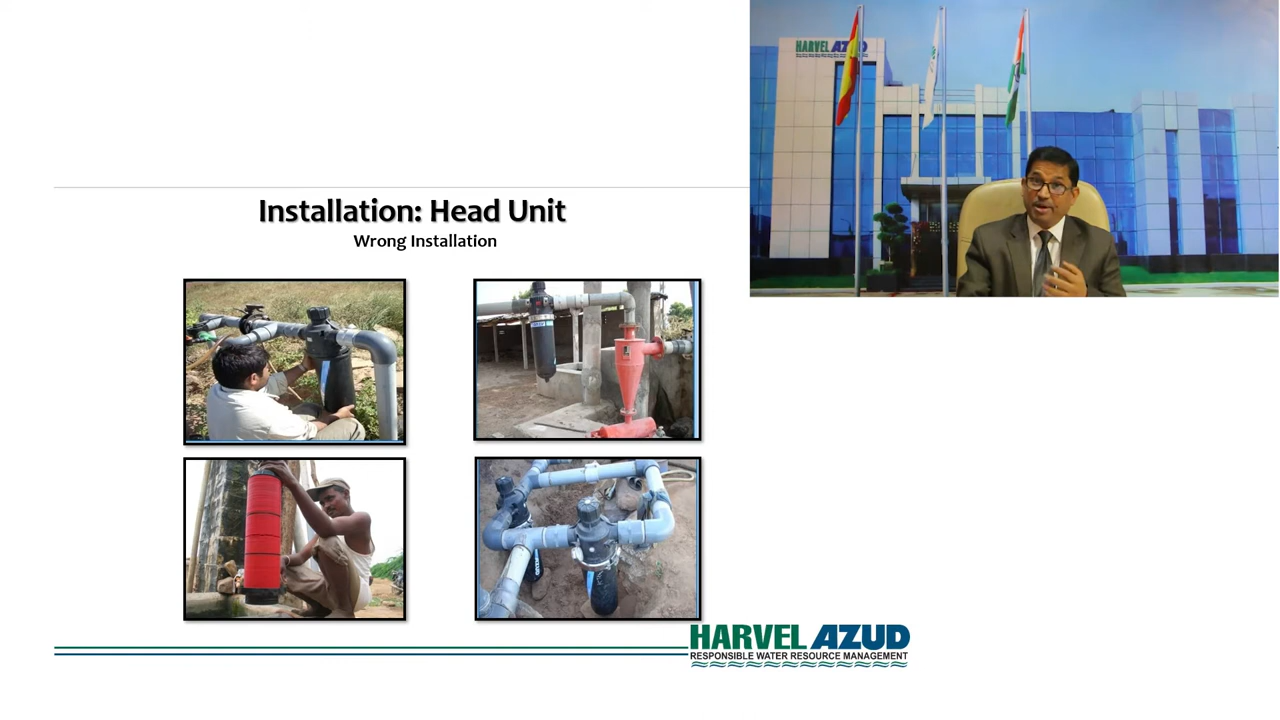 HARVEL AZUD
Installation: Head Unit
Wrong Installation
HARVEL AZUD
RESPONSIBLE WATER RESOURCE MANAGEMENT